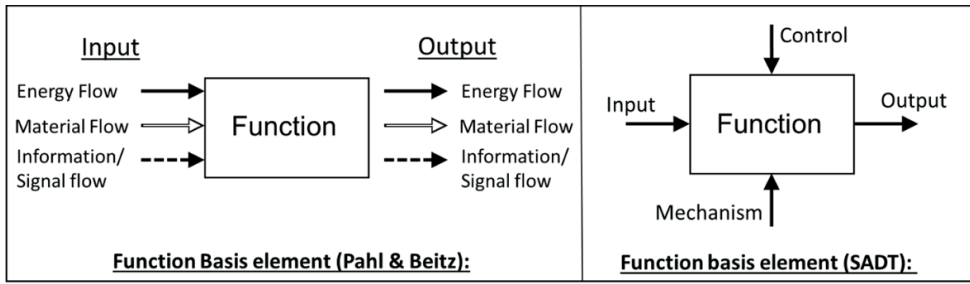 Input
Output
Energy Flow
Function
Energy Flow
Material Flow
Material Flow
Information/
Signal flow
Information/
Signal flow
Function Basis element (Pahl & Beitz):
Control
Input
Function
Output
Mechanism
Function basis element (SADT):